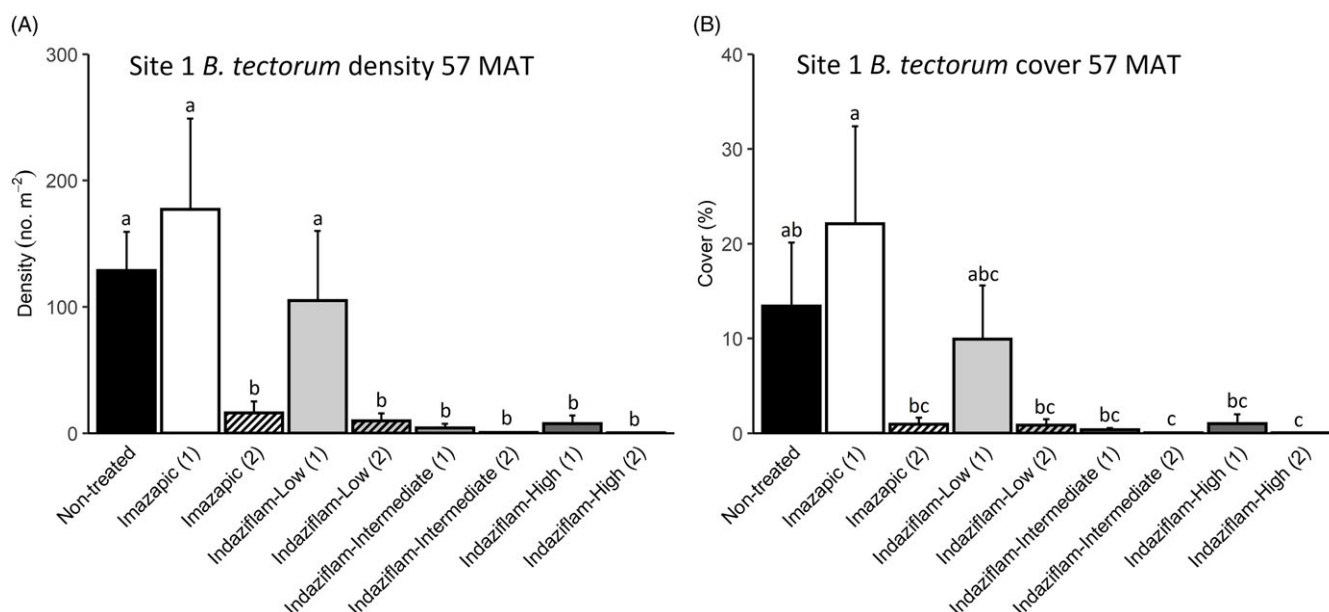 (A)
Site 1 B. tectorum density 57 MAT
Density (no. m⁻²)
300
200
100
0
a
a
b
a
b
b
b
b
b
Non-treated
Imazapic (1)
Imazapic (2)
Indaziflam-Low (1)
Indaziflam-Low (2)
Indaziflam-Intermediate (1)
Indaziflam-Intermediate (2)
Indaziflam-High (1)
Indaziflam-High (2)
(B)
Site 1 B. tectorum cover 57 MAT
Cover (%)
40
30
20
10
0
ab
a
bc
abc
bc
bc
c
bc
c
Non-treated
Imazapic (1)
Imazapic (2)
Indaziflam-Low (1)
Indaziflam-Low (2)
Indaziflam-Intermediate (1)
Indaziflam-Intermediate (2)
Indaziflam-High (1)
Indaziflam-High (2)